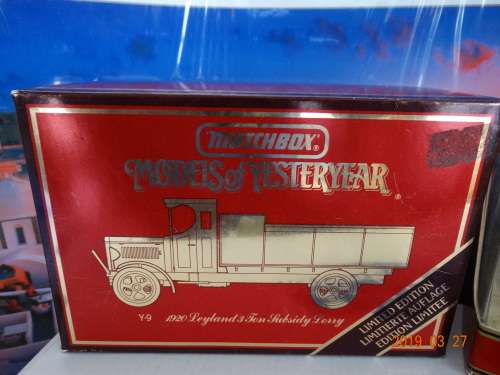 MATCHBOX®
MODELS of YESTERYEAR®
Y-9 1920 Leyland 3 Ton Subsidy Lorry
LIMITED EDITION
LIMITIERTE AUFLAGE
EDITION LIMITEE
2019 03 27